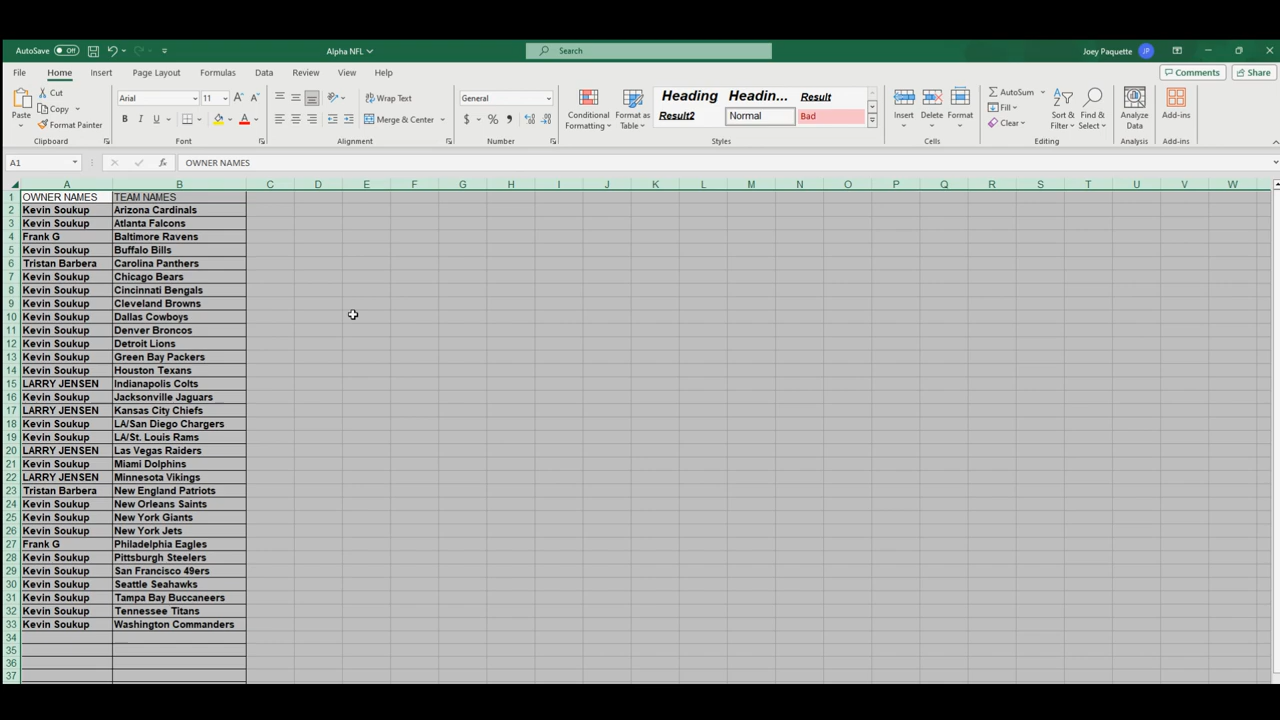 AutoSave Off Alpha NFL Search Joey Paquette JP
File Home Insert Page Layout Formulas Data Review View Help Comments Share
Paste Cut Copy Format Painter Clipboard
Arial 11 Font
Wrap Text Merge & Center Alignment
General Number
Conditional Formatting Format as Table Heading Headin... Result Result2 Normal Bad Styles
Insert Delete Format Cells
AutoSum Fill Clear Sort & Filter Find & Select Editing
Analyze Data Analysis
Add-ins Add-ins
A1 fx OWNER NAMES
A B C D E F G H I J K L M N O P Q R S T U V W
1 OWNER NAMES TEAM NAMES
2 Kevin Soukup Arizona Cardinals
3 Kevin Soukup Atlanta Falcons
4 Frank G Baltimore Ravens
5 Kevin Soukup Buffalo Bills
6 Tristan Barbera Carolina Panthers
7 Kevin Soukup Chicago Bears
8 Kevin Soukup Cincinnati Bengals
9 Kevin Soukup Cleveland Browns
10 Kevin Soukup Dallas Cowboys
11 Kevin Soukup Denver Broncos
12 Kevin Soukup Detroit Lions
13 Kevin Soukup Green Bay Packers
14 Kevin Soukup Houston Texans
15 LARRY JENSEN Indianapolis Colts
16 Kevin Soukup Jacksonville Jaguars
17 LARRY JENSEN Kansas City Chiefs
18 Kevin Soukup LA/San Diego Chargers
19 Kevin Soukup LA/St. Louis Rams
20 LARRY JENSEN Las Vegas Raiders
21 Kevin Soukup Miami Dolphins
22 LARRY JENSEN Minnesota Vikings
23 Tristan Barbera New England Patriots
24 Kevin Soukup New Orleans Saints
25 Kevin Soukup New York Giants
26 Kevin Soukup New York Jets
27 Frank G Philadelphia Eagles
28 Kevin Soukup Pittsburgh Steelers
29 Kevin Soukup San Francisco 49ers
30 Kevin Soukup Seattle Seahawks
31 Kevin Soukup Tampa Bay Buccaneers
32 Kevin Soukup Tennessee Titans
33 Kevin Soukup Washington Commanders
34
35
36
37